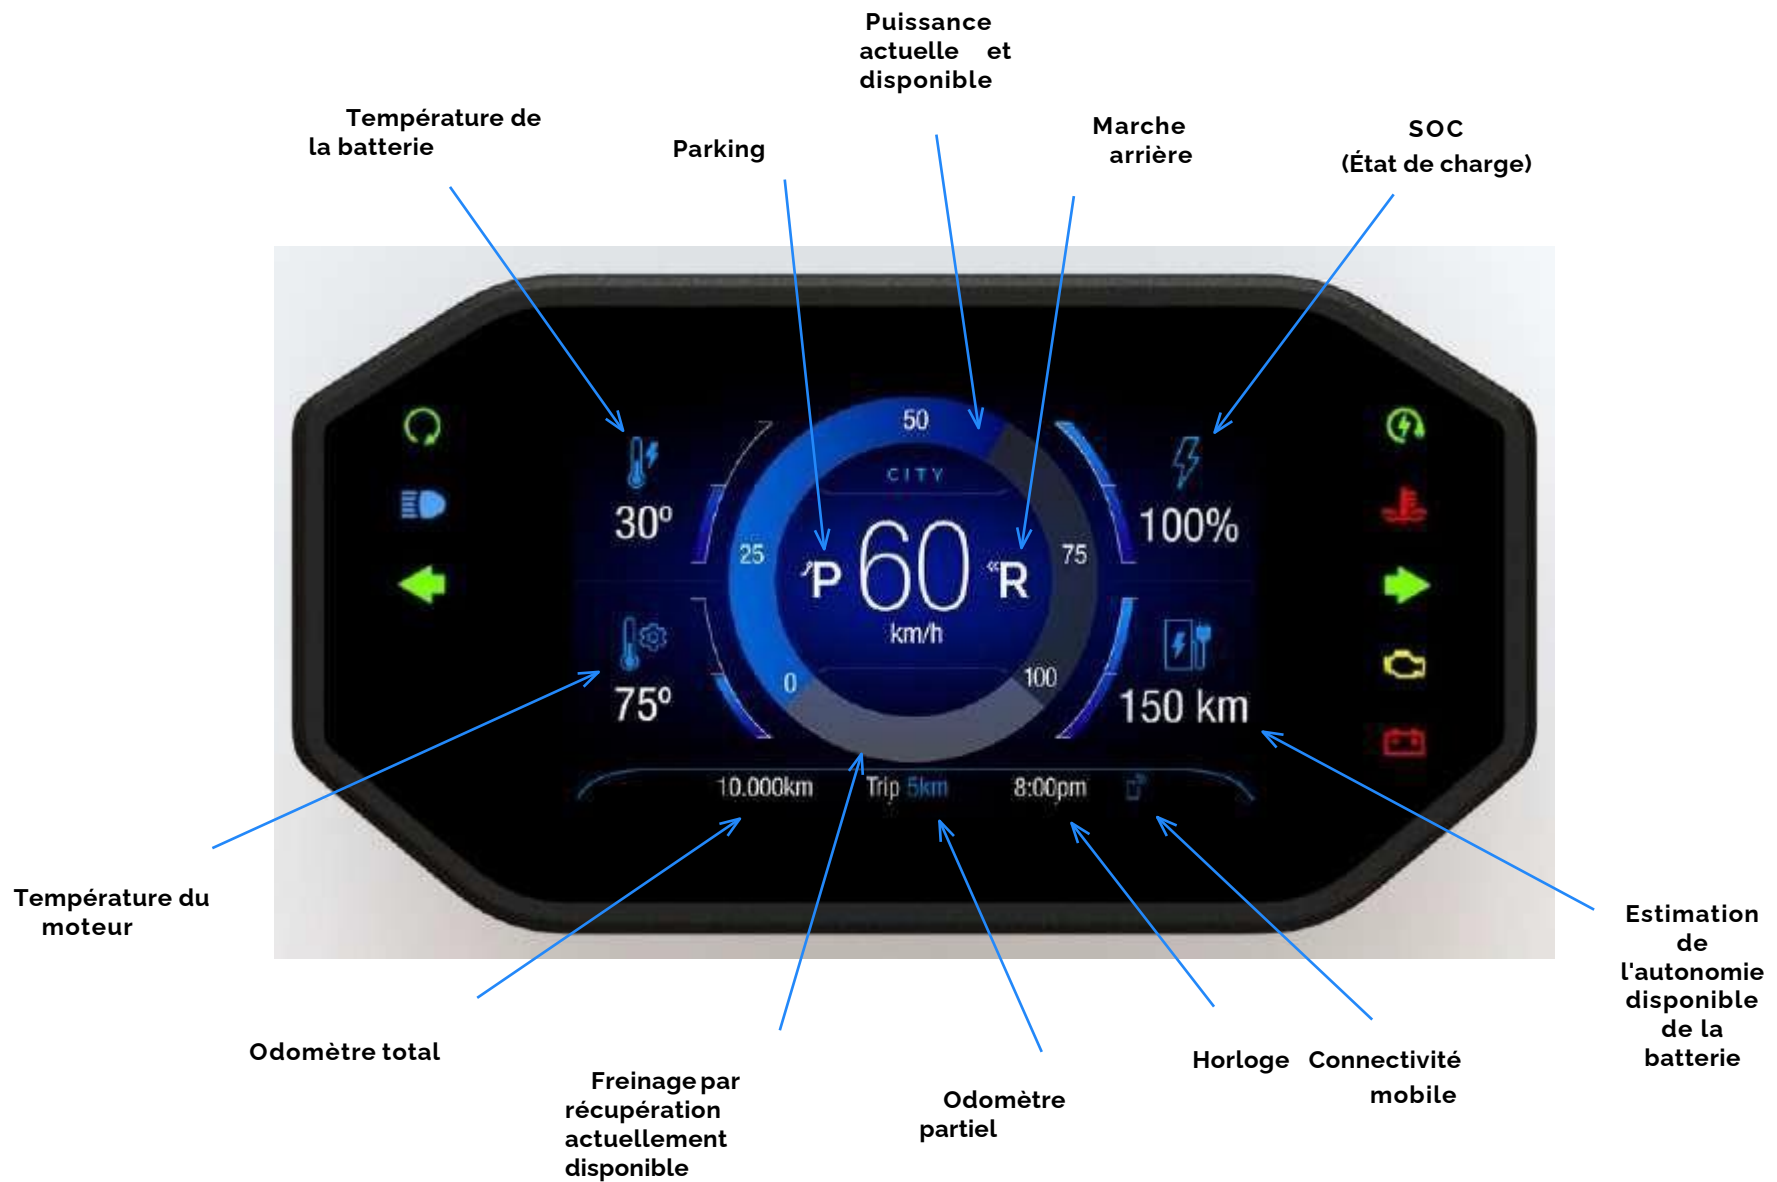 Puissance
actuelle et
disponible
Température de
la batterie
Parking
Marche
arrière
SOC
(État de charge)
50
CITY
30º
25
P
60
R
75
100%
km/h
0
100
75º
150 km
10.000km
Trip 5km
8:00pm
Température du
moteur
Estimation
de
l'autonomie
disponible
de la
batterie
Odomètre total
Freinage par
récupération
actuellement
disponible
Odomètre
partiel
Horloge
Connectivité
mobile